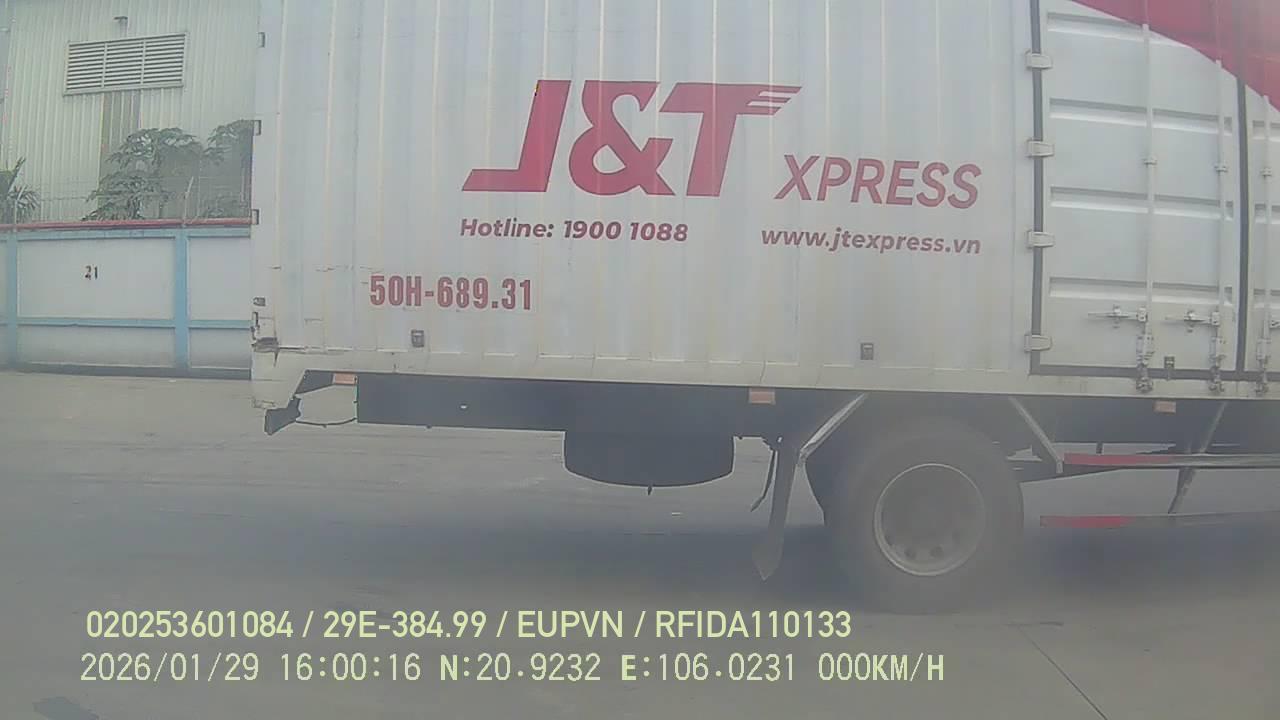 J&T XPRESS
Hotline: 1900 1088 www.jtexpress.vn
21
50H-689.31
020253601084 / 29E-384.99 / EUPVN / RFIDA110133
2026/01/29 16:00:16 N:20.9232 E:106.0231 000KM/H